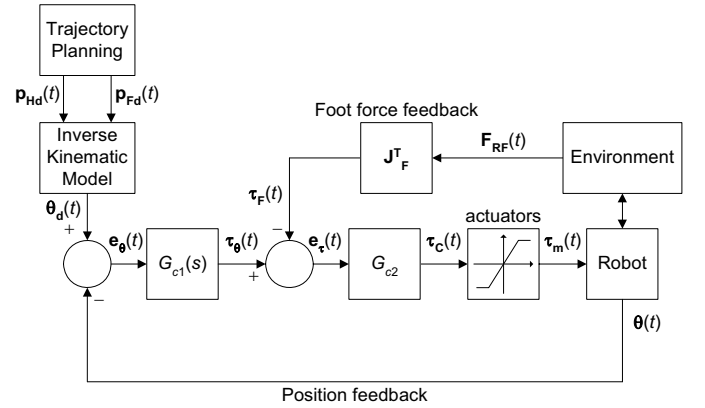 Trajectory
Planning
p_Hd(t)
p_Fd(t)
Inverse
Kinematic
Model
Foot force feedback
J^T_F
F_RF(t)
Environment
θ_d(t)
+
−
e_θ(t)
G_c1(s)
τ_θ(t)
+
τ_F(t)
−
e_τ(t)
G_c2
τ_C(t)
actuators
τ_m(t)
Robot
θ(t)
Position feedback